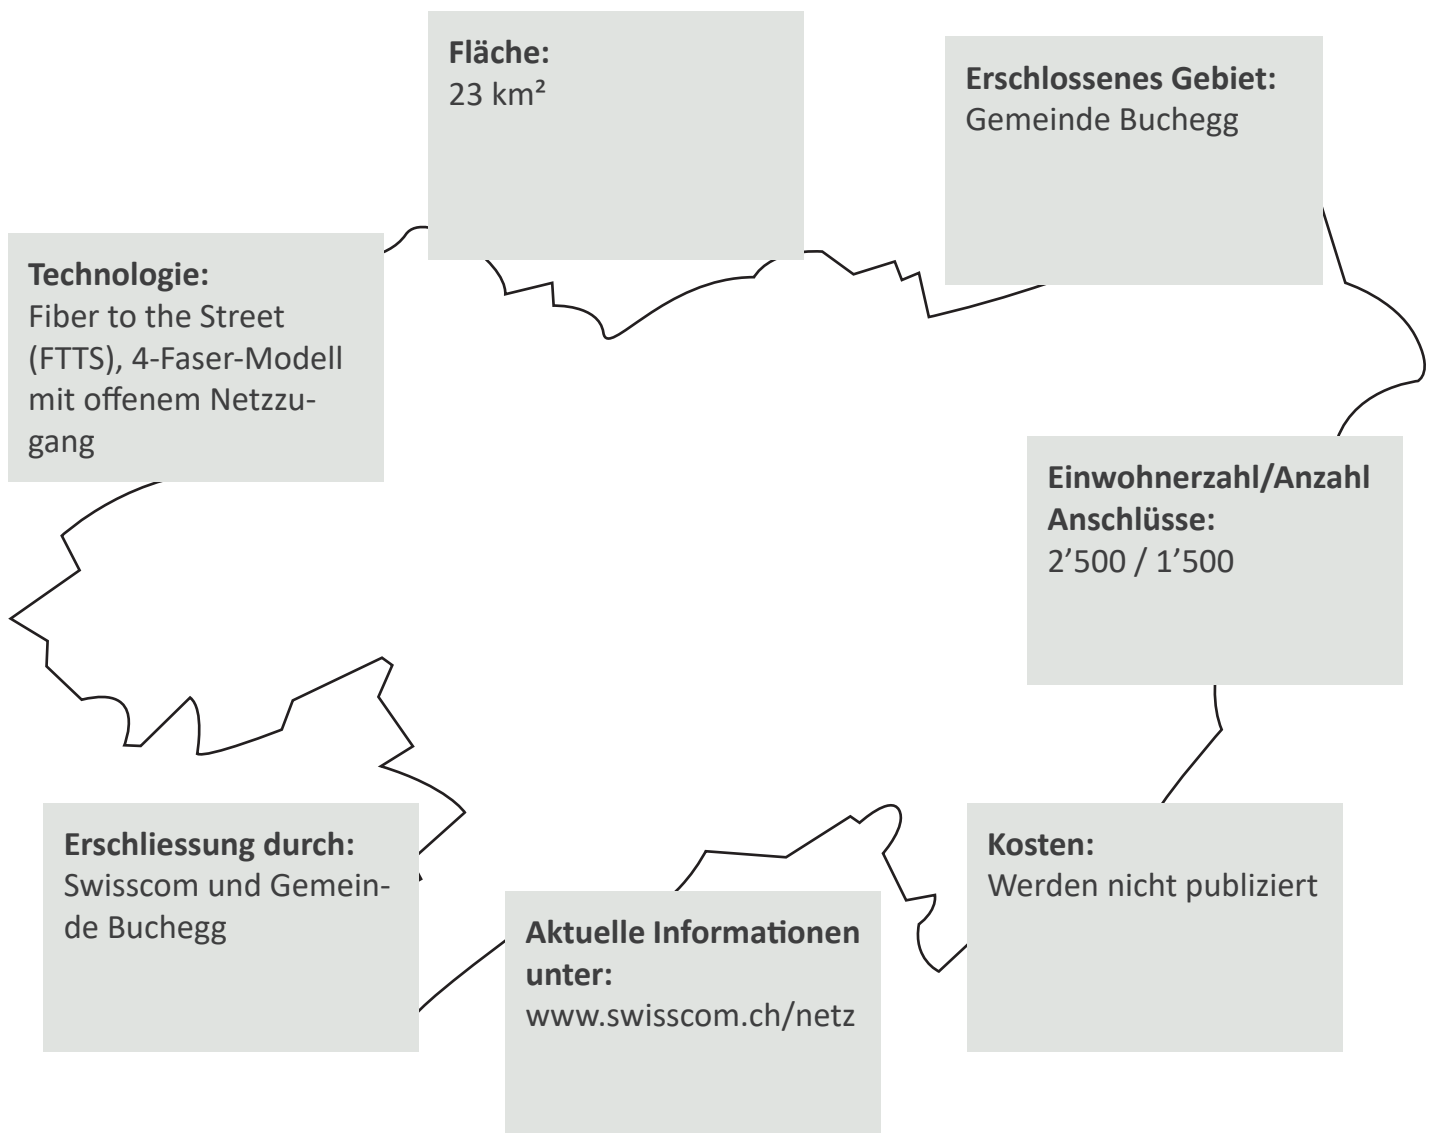 Fläche:
23 km²
Erschlossenes Gebiet:
Gemeinde Buchegg
Technologie:
Fiber to the Street
(FTTS), 4-Faser-Modell
mit offenem Netzzu-
gang
Einwohnerzahl/Anzahl
Anschlüsse:
2’500 / 1’500
Erschliessung durch:
Swisscom und Gemein-
de Buchegg
Aktuelle Informationen
unter:
www.swisscom.ch/netz
Kosten:
Werden nicht publiziert